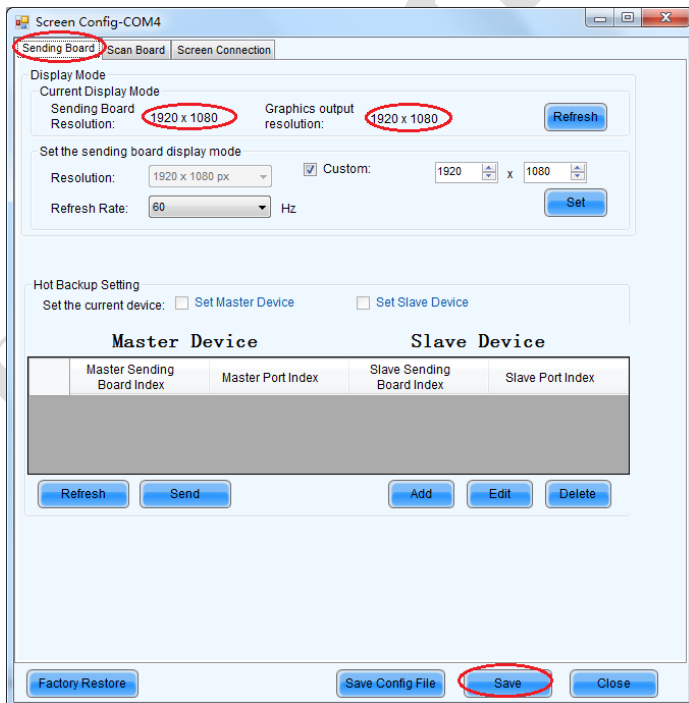 Screen Config-COM4
Sending Board Scan Board Screen Connection
Display Mode
Current Display Mode
Sending Board Resolution: 1920 x 1080 Graphics output resolution: 1920 x 1080 Refresh
Set the sending board display mode
Resolution: 1920 x 1080 px Custom: 1920 x 1080
Refresh Rate: 60 Hz Set
Hot Backup Setting
Set the current device: Set Master Device Set Slave Device
Master Device Slave Device
Master Sending Board Index Master Port Index Slave Sending Board Index Slave Port Index
Refresh Send Add Edit Delete
Factory Restore Save Config File Save Close